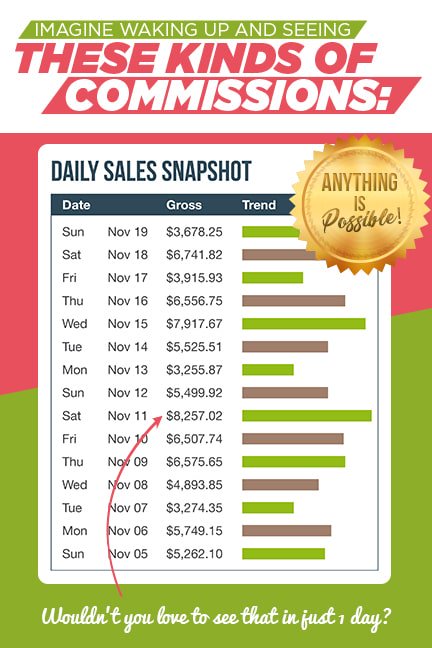 IMAGINE WAKING UP AND SEEING
THESE KINDS OF
COMMISSIONS:
DAILY SALES SNAPSHOT
ANYTHING
IS
Possible!
Date Gross Trend
Sun Nov 19 $3,678.25
Sat Nov 18 $6,741.82
Fri Nov 17 $3,915.93
Thu Nov 16 $6,556.75
Wed Nov 15 $7,917.67
Tue Nov 14 $5,525.51
Mon Nov 13 $3,255.87
Sun Nov 12 $5,499.92
Sat Nov 11 $8,257.02
Fri Nov 10 $6,507.74
Thu Nov 09 $6,575.65
Wed Nov 08 $4,893.85
Tue Nov 07 $3,274.35
Mon Nov 06 $5,749.15
Sun Nov 05 $5,262.10
Wouldn't you love to see that in just 1 day?